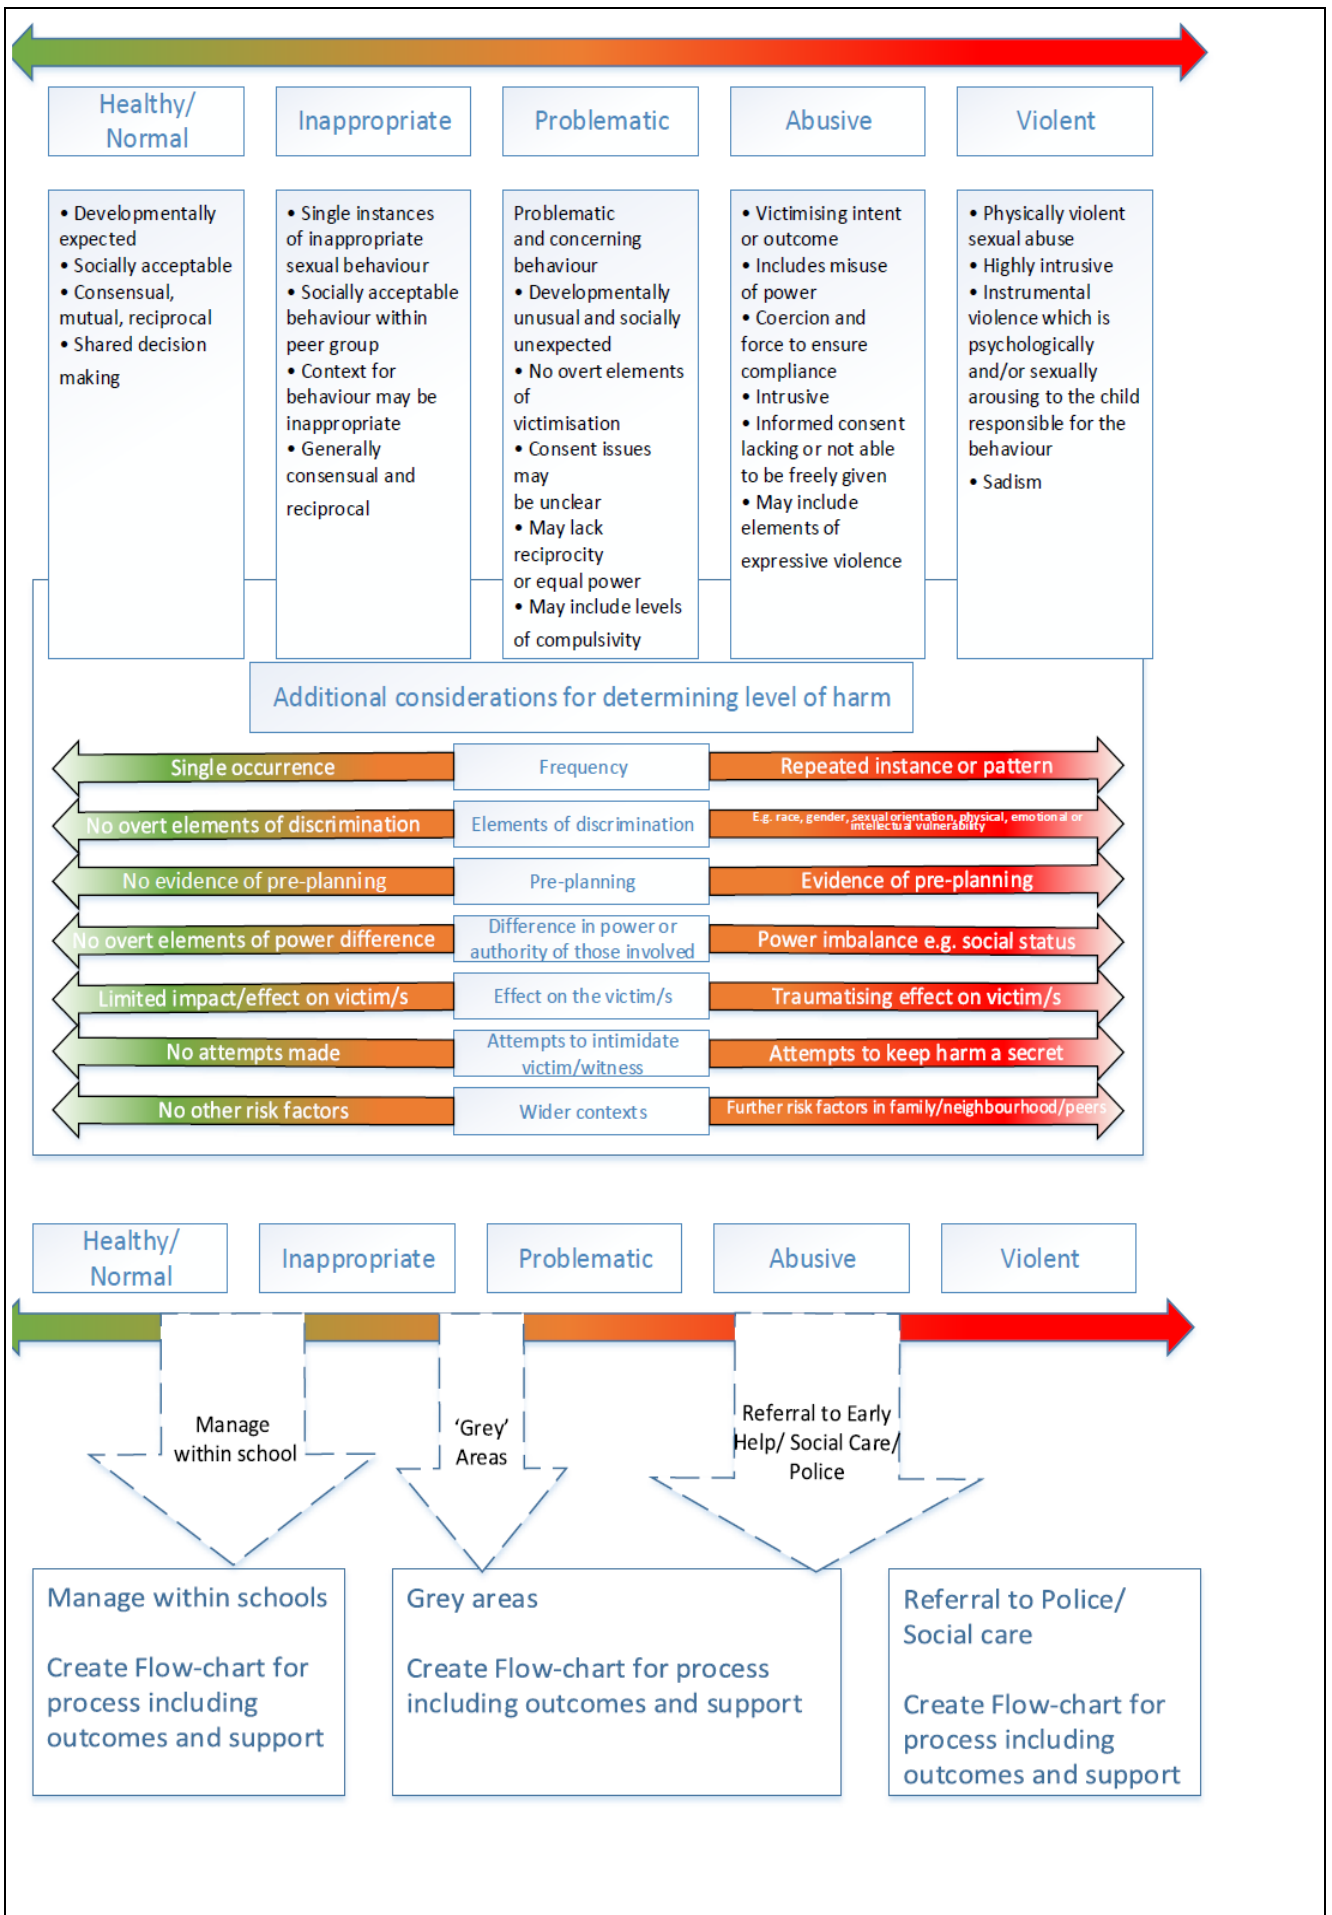 Healthy/
Normal
Inappropriate
Problematic
Abusive
Violent
• Developmentally
expected
• Socially acceptable
• Consensual,
mutual, reciprocal
• Shared decision
making
• Single instances
of inappropriate
sexual behaviour
• Socially acceptable
behaviour within
peer group
• Context for
behaviour may be
inappropriate
• Generally
consensual and
reciprocal
Problematic
and concerning
behaviour
• Developmentally
unusual and socially
unexpected
• No overt elements
of
victimisation
• Consent issues
may
be unclear
• May lack
reciprocity
or equal power
• May include levels
of compulsivity
• Victimising intent
or outcome
• Includes misuse
of power
• Coercion and
force to ensure
compliance
• Intrusive
• Informed consent
lacking or not able
to be freely given
• May include
elements of
expressive violence
• Physically violent
sexual abuse
• Highly intrusive
• Instrumental
violence which is
psychologically
and/or sexually
arousing to the child
responsible for the
behaviour
• Sadism
Additional considerations for determining level of harm
Single occurrence
Frequency
Repeated instance or pattern
No overt elements of discrimination
Elements of discrimination
E.g. race, gender, sexual orientation, physical, emotional or
intellectual vulnerability
No evidence of pre-planning
Pre-planning
Evidence of pre-planning
No overt elements of power difference
Difference in power or
authority of those involved
Power imbalance e.g. social status
Limited impact/effect on victim/s
Effect on the victim/s
Traumatising effect on victim/s
No attempts made
Attempts to intimidate
victim/witness
Attempts to keep harm a secret
No other risk factors
Wider contexts
Further risk factors in family/neighbourhood/peers
Healthy/
Normal
Inappropriate
Problematic
Abusive
Violent
Manage
within school
‘Grey’
Areas
Referral to Early
Help/ Social Care/
Police
Manage within schools
Create Flow-chart for
process including
outcomes and support
Grey areas
Create Flow-chart for process
including outcomes and support
Referral to Police/
Social care
Create Flow-chart for
process including
outcomes and support